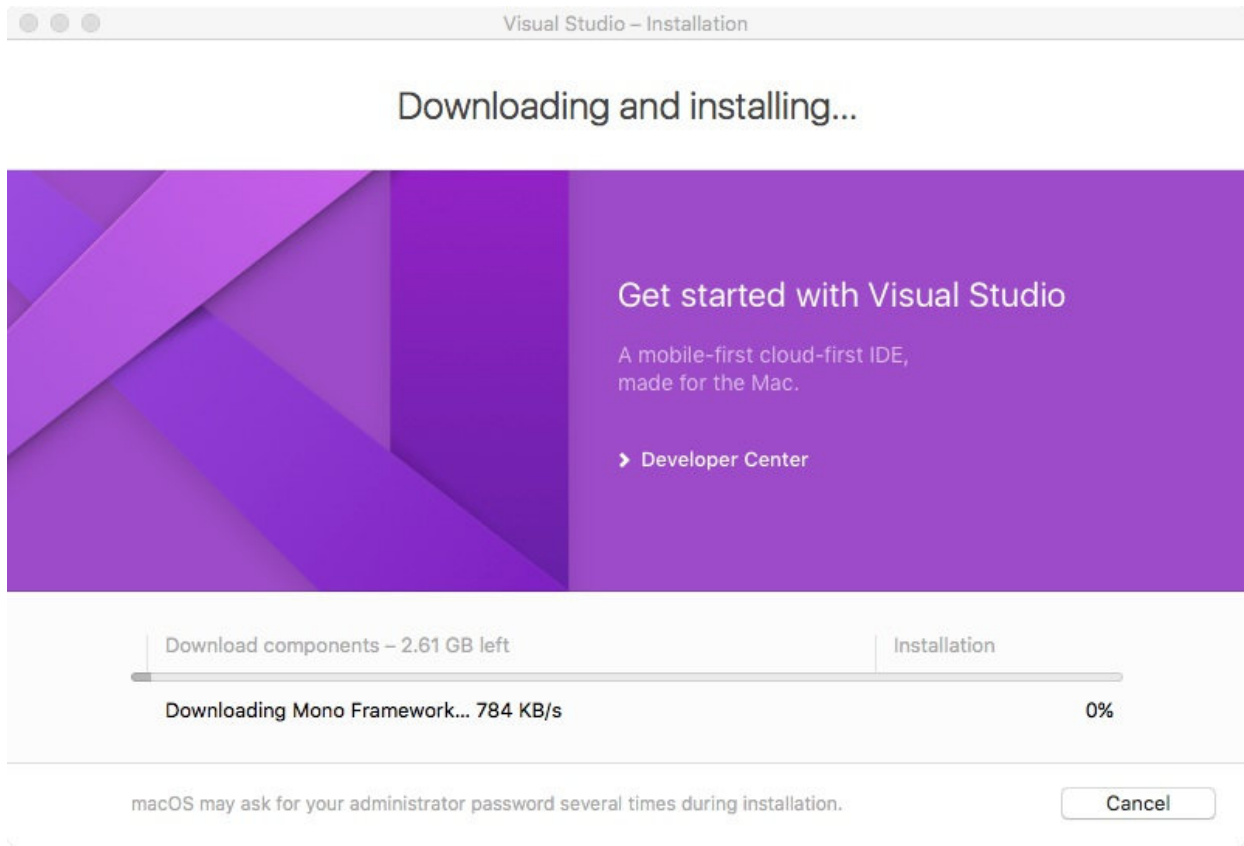 Visual Studio – Installation
Downloading and installing...
Get started with Visual Studio
A mobile-first cloud-first IDE,
made for the Mac.
Developer Center
Download components – 2.61 GB left
Installation
Downloading Mono Framework... 784 KB/s
0%
macOS may ask for your administrator password several times during installation.
Cancel